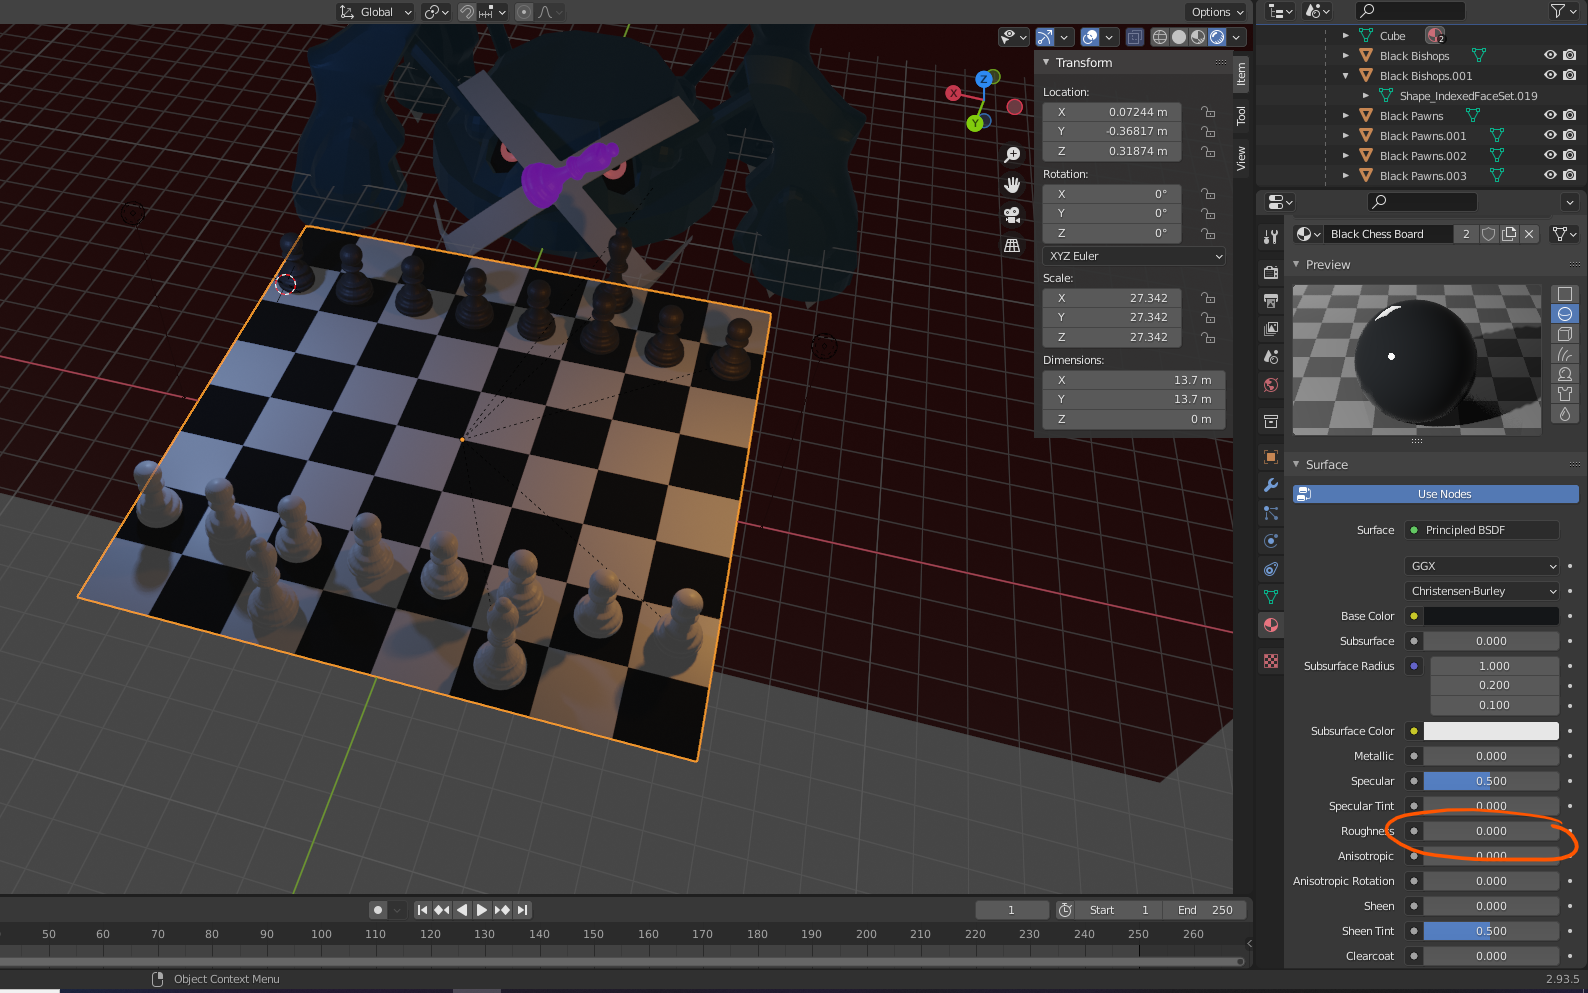 Global
Options
Transform
Location:
X 0.07244 m
Y -0.36817 m
Z 0.31874 m
Rotation:
X 0°
Y 0°
Z 0°
XYZ Euler
Scale:
X 27.342
Y 27.342
Z 27.342
Dimensions:
X 13.7 m
Y 13.7 m
Z 0 m
Item
Tool
View
Z
X
Y
Cube 2
Black Bishops
Black Bishops.001
Shape_IndexedFaceSet.019
Black Pawns
Black Pawns.001
Black Pawns.002
Black Pawns.003
Black Chess Board 2
Preview
Surface
Use Nodes
Surface Principled BSDF
GGX
Christensen-Burley
Base Color
Subsurface 0.000
Subsurface Radius 1.000
0.200
0.100
Subsurface Color
Metallic 0.000
Specular 0.500
Specular Tint 0.000
Roughness 0.000
Anisotropic 0.000
Anisotropic Rotation 0.000
Sheen 0.000
Sheen Tint 0.500
Clearcoat 0.000
1 Start 1 End 250
50 60 70 80 90 100 110 120 130 140 150 160 170 180 190 200 210 220 230 240 250 260
Object Context Menu
2.93.5